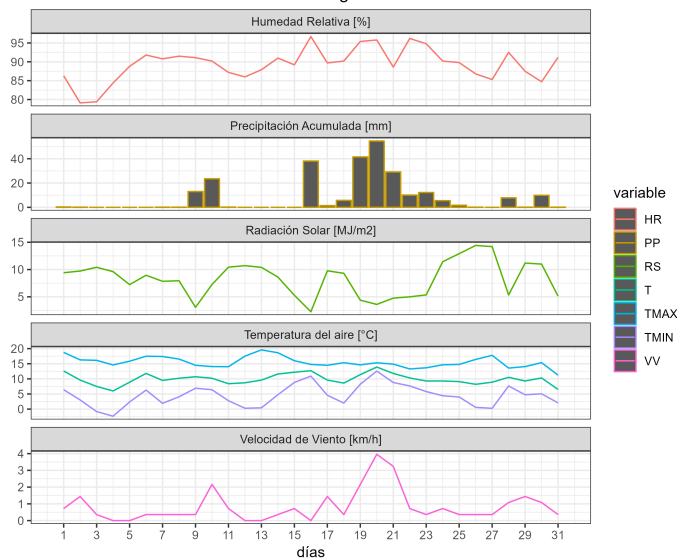 Humedad Relativa [%]
95
90
85
80
Precipitación Acumulada [mm]
40
20
0
Radiación Solar [MJ/m2]
15
10
5
Temperatura del aire [°C]
20
15
10
5
0
Velocidad de Viento [km/h]
4
3
2
1
0
1 3 5 7 9 11 13 15 17 19 21 23 25 27 29 31
días
variable
HR
PP
RS
T
TMAX
TMIN
VV